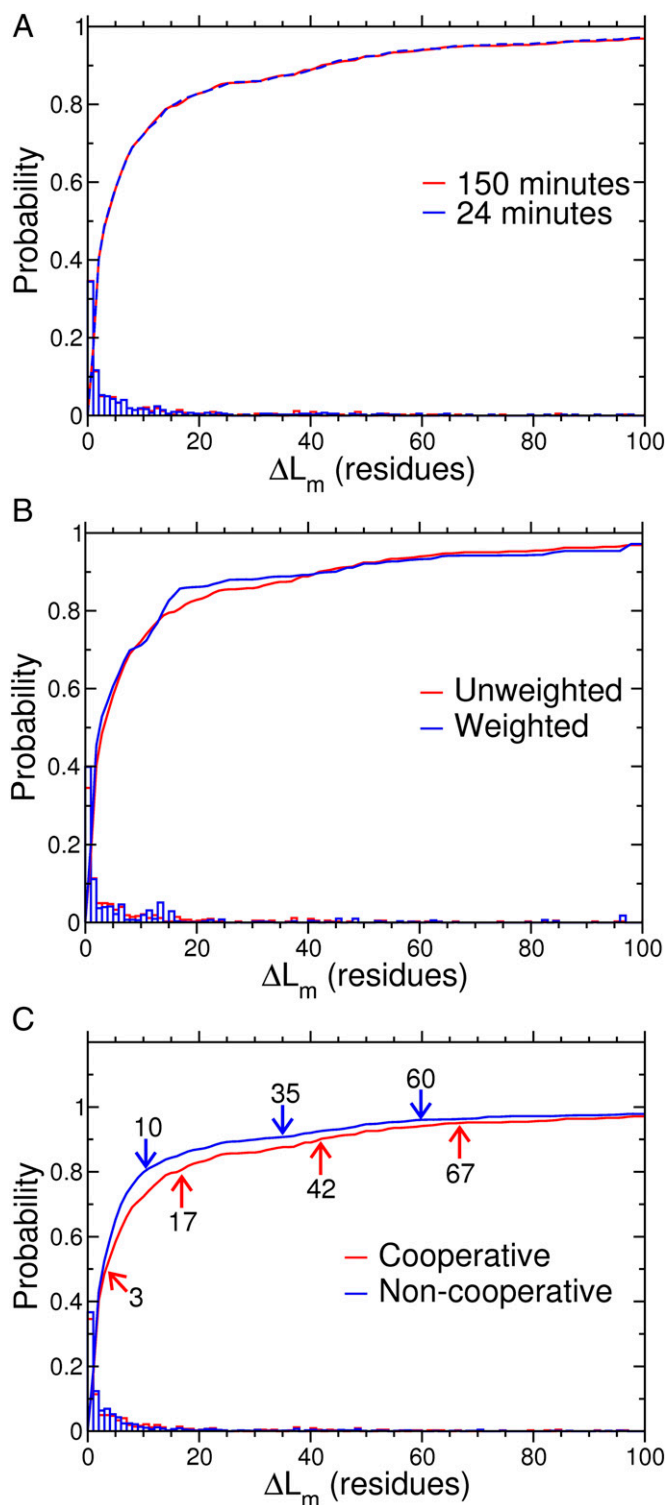 A
1
0.8
0.6
0.4
0.2
0
Probability
150 minutes
24 minutes
0 20 40 60 80 100
ΔLm (residues)
B
1
0.8
0.6
0.4
0.2
0
Probability
Unweighted
Weighted
0 20 40 60 80 100
ΔLm (residues)
C
1
0.8
0.6
0.4
0.2
0
Probability
10 35 60
3 17 42 67
Cooperative
Non-cooperative
0 20 40 60 80 100
ΔLm (residues)